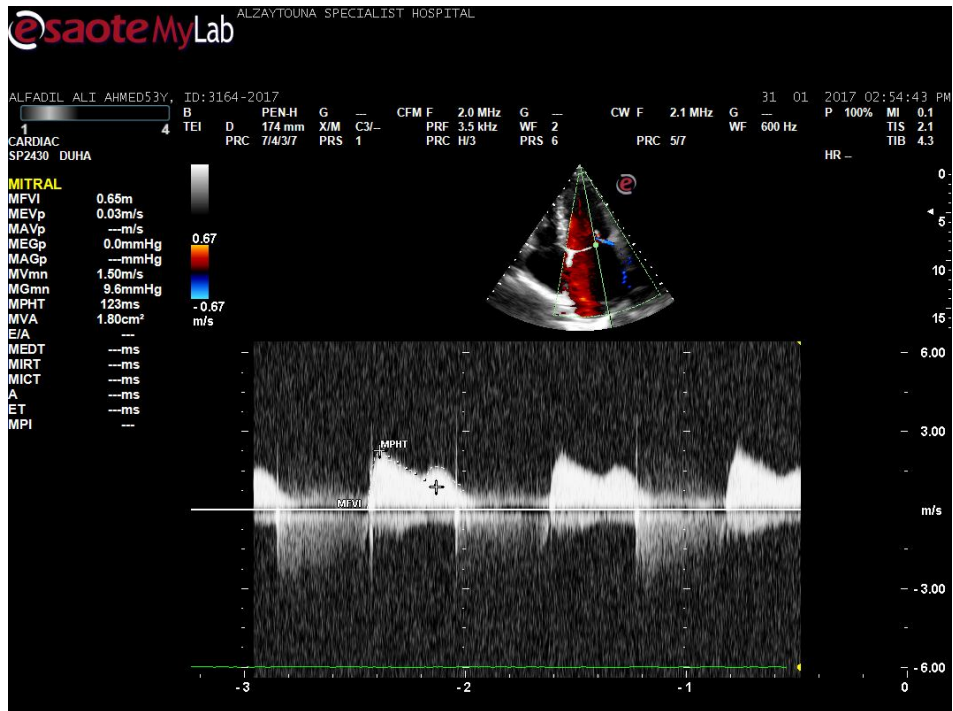 ALZAYTOUNA SPECIALIST HOSPITAL
esaote MyLab
ALFADIL ALI AHMED53Y, ID:3164-2017 31 01 2017 02:54:43 PM
B PEN-H G -- CFM F 2.0 MHz G -- CW F 2.1 MHz G -- P 100% MI 0.1
1 4 TEI D 174 mm X/M C3/-- PRF 3.5 kHz WF 2 WF 600 Hz TIS 2.1
CARDIAC PRC 7/4/3/7 PRS 1 PRC H/3 PRS 6 PRC 5/7 TIB 4.3
SP2430 DUHA HR --
MITRAL
MFVI 0.65m
MEVp 0.03m/s
MAVp ---m/s
MEGp 0.0mmHg
MAGp ---mmHg
MVmn 1.50m/s
MGmn 9.6mmHg
MPHT 123ms
MVA 1.80cm²
E/A ---
MEDT ---ms
MIRT ---ms
MICT ---ms
A ---ms
ET ---ms
MPI ---
0.67
- 0.67
m/s
e
0
5
10
15
6.00
3.00
m/s
- 3.00
- 6.00
MPHT
MFVI
-3 -2 -1 0